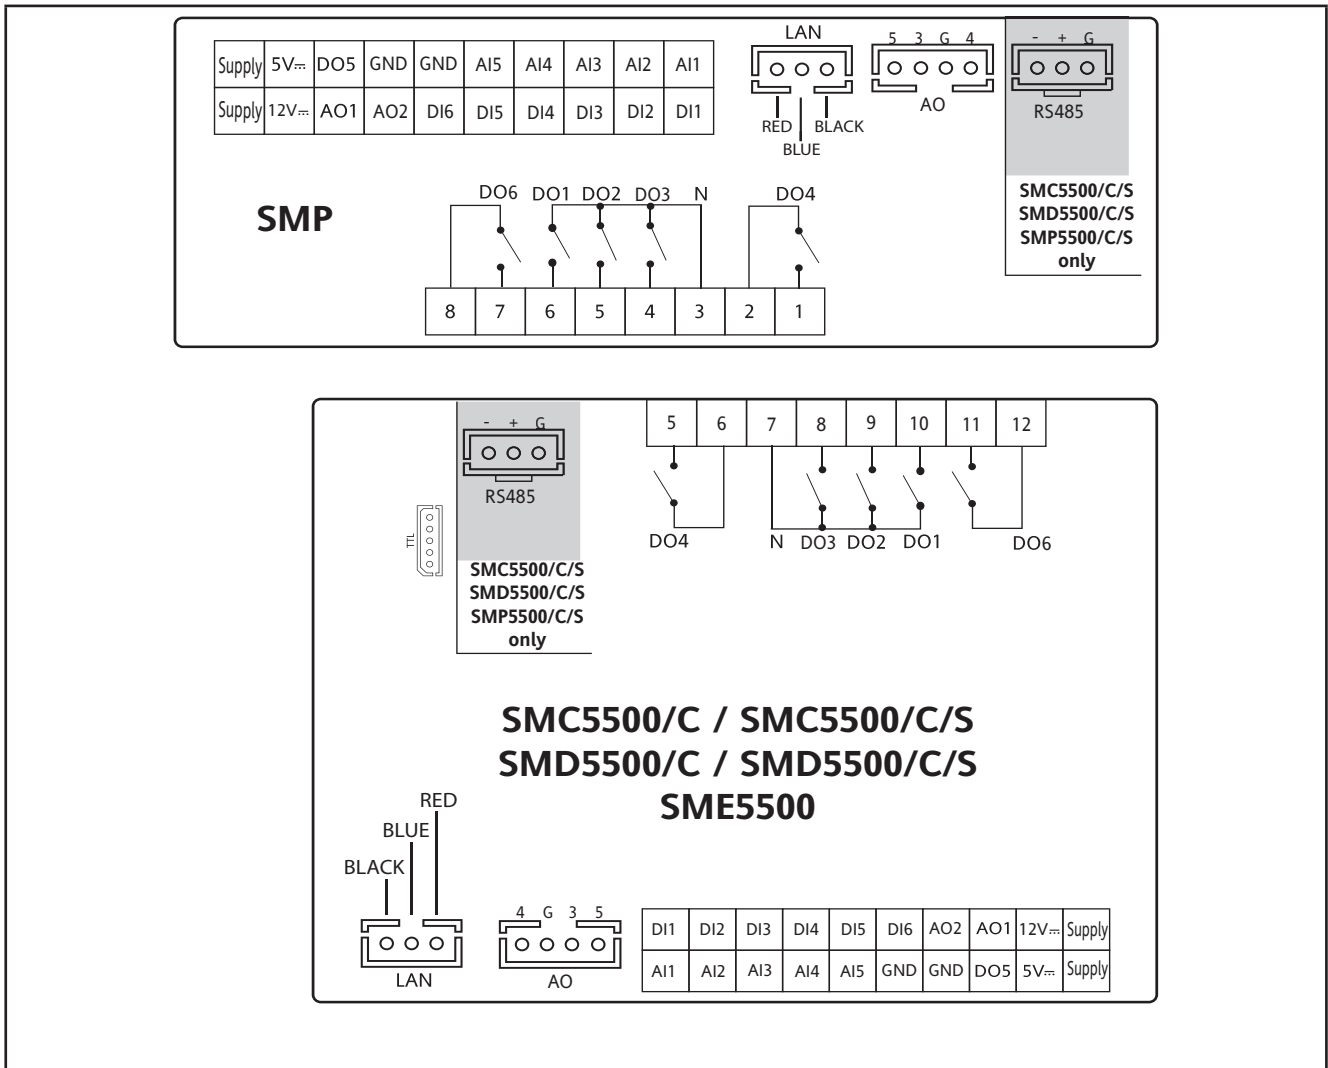 LAN
5 3 G 4
- + G
Supply 5V⎓ DO5 GND GND AI5 AI4 AI3 AI2 AI1
Supply 12V⎓ AO1 AO2 DI6 DI5 DI4 DI3 DI2 DI1
AO
RS485
RED BLACK
BLUE
SMP
DO6 DO1 DO2 DO3 N DO4
SMC5500/C/S
SMD5500/C/S
SMP5500/C/S
only
8 7 6 5 4 3 2 1
- + G
RS485
TTL
SMC5500/C/S
SMD5500/C/S
SMP5500/C/S
only
5 6 7 8 9 10 11 12
DO4 N DO3 DO2 DO1 DO6
SMC5500/C / SMC5500/C/S
SMD5500/C / SMD5500/C/S
SME5500
RED
BLUE
BLACK
LAN
4 G 3 5
AO
DI1 DI2 DI3 DI4 DI5 DI6 AO2 AO1 12V⎓ Supply
AI1 AI2 AI3 AI4 AI5 GND GND DO5 5V⎓ Supply